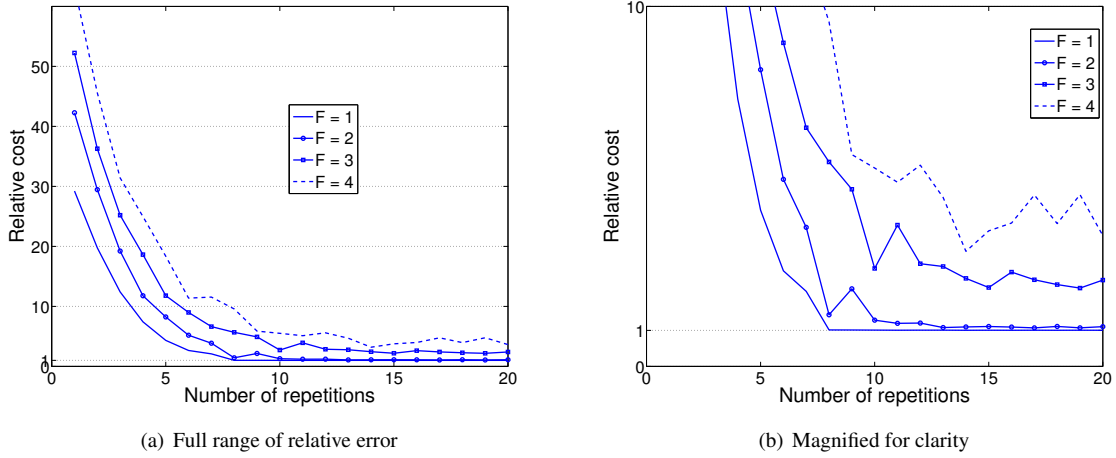 50
40
30
20
10
1
0
0
5
10
15
20
Relative cost
Number of repetitions
F = 1
F = 2
F = 3
F = 4
(a) Full range of relative error
10
1
0
0
5
10
15
20
Relative cost
Number of repetitions
F = 1
F = 2
F = 3
F = 4
(b) Magnified for clarity